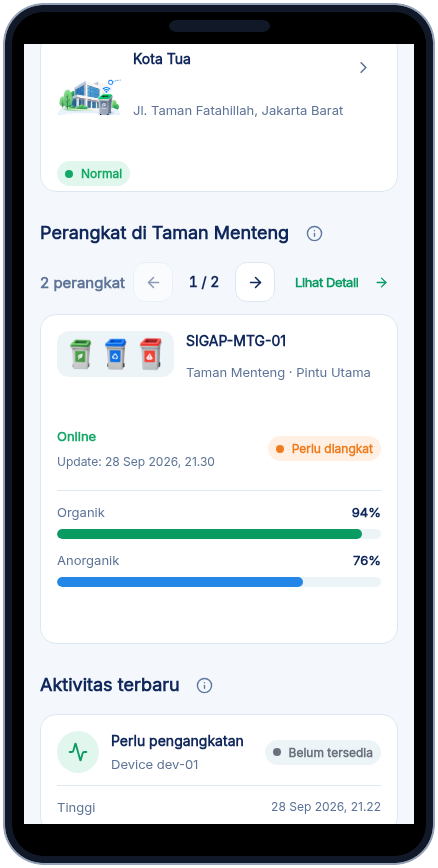 Kota Tua
Jl. Taman Fatahillah, Jakarta Barat
Normal
Perangkat di Taman Menteng
2 perangkat
1 / 2
Lihat Detail
SIGAP-MTG-01
Taman Menteng · Pintu Utama
Online
Update: 28 Sep 2026, 21.30
Perlu diangkat
Organik 94%
Anorganik 76%
Aktivitas terbaru
Perlu pengangkatan
Device dev-01
Belum tersedia
Tinggi 28 Sep 2026, 21.22